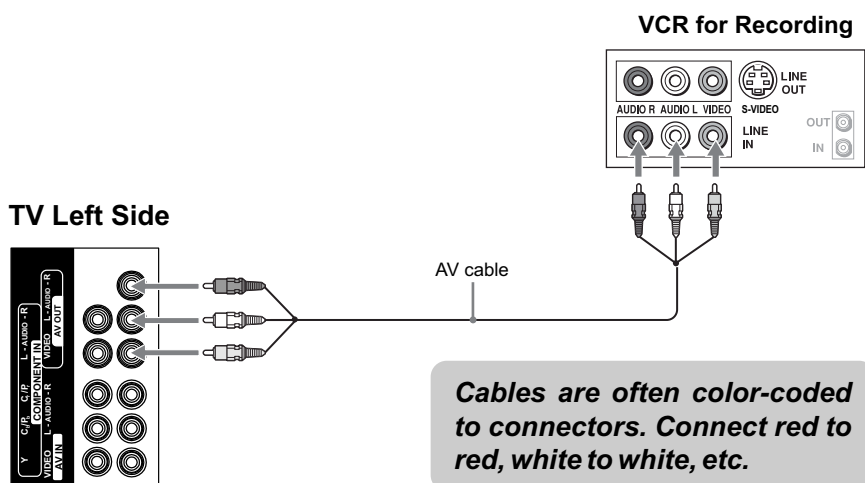 VCR for Recording
LINE OUT
AUDIO R AUDIO L VIDEO S-VIDEO
LINE IN
OUT
IN
TV Left Side
AV cable
Y CB/PB CR/PR L - AUDIO - R
COMPONENT IN
VIDEO L - AUDIO - R
AV OUT
VIDEO L - AUDIO - R
AV IN
Cables are often color-coded
to connectors. Connect red to
red, white to white, etc.